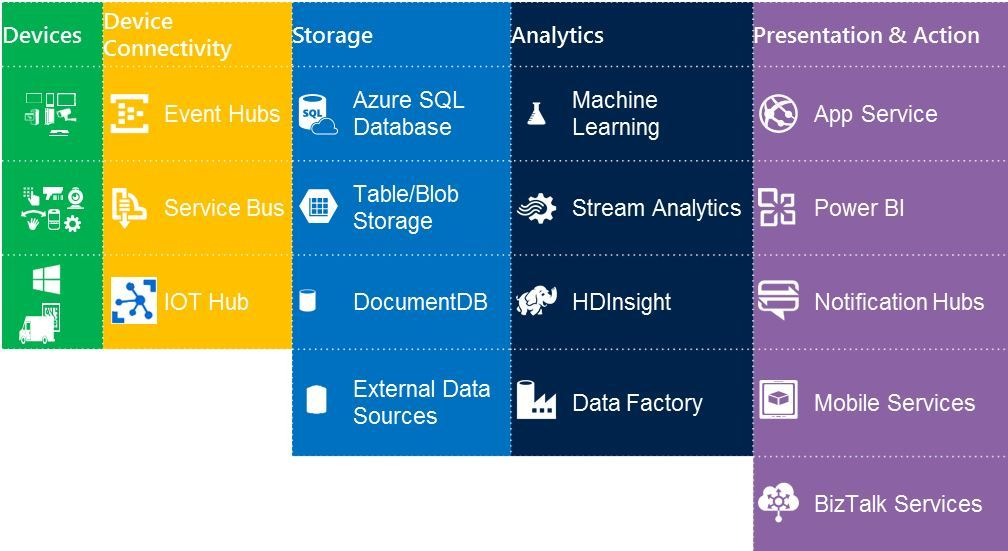 Devices
Device
Connectivity
Storage
Analytics
Presentation & Action
Event Hubs
SQL
Azure SQL
Database
Machine
Learning
App Service
Service Bus
Table/Blob
Storage
Stream Analytics
Power BI
IOT Hub
DocumentDB
HDInsight
Notification Hubs
External Data
Sources
Data Factory
Mobile Services
BizTalk Services